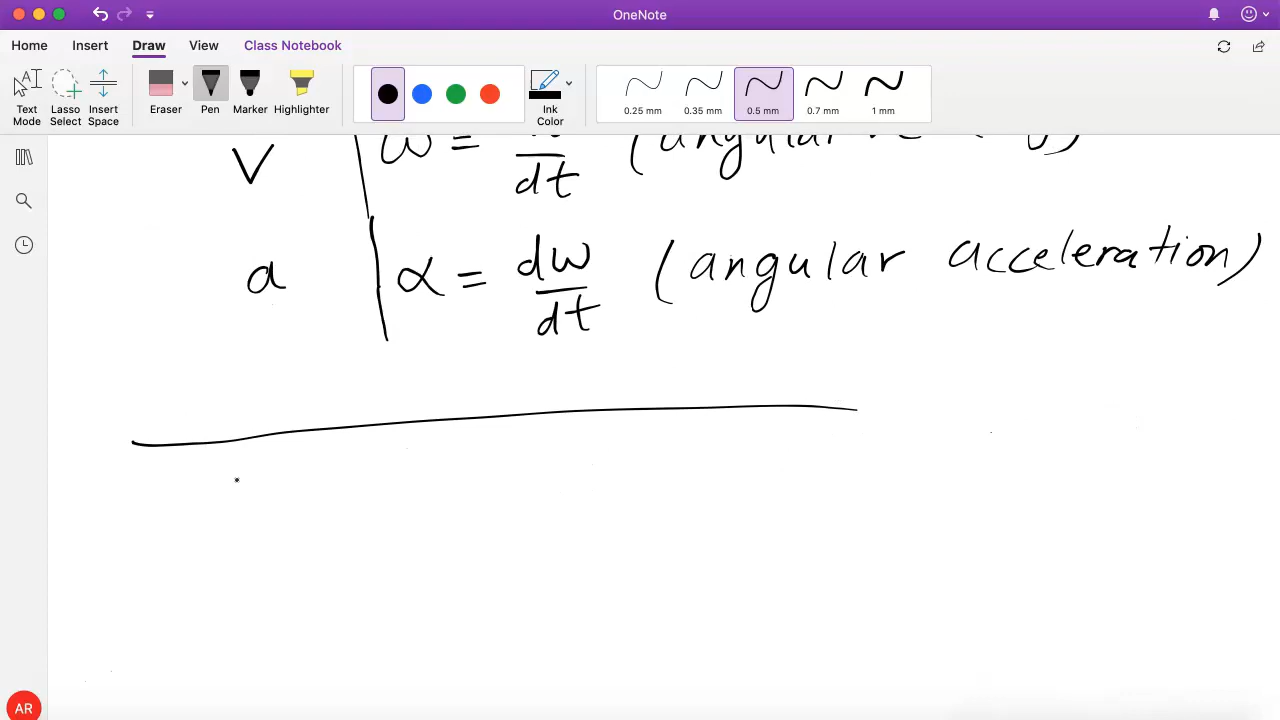 OneNote
Home Insert Draw View Class Notebook
Text Mode
Lasso Select
Insert Space
Eraser
Pen
Marker
Highlighter
Ink Color
0.25 mm
0.35 mm
0.5 mm
0.7 mm
1 mm
V | ω = / dt (angular
a | α = dω/dt (angular acceleration)
AR